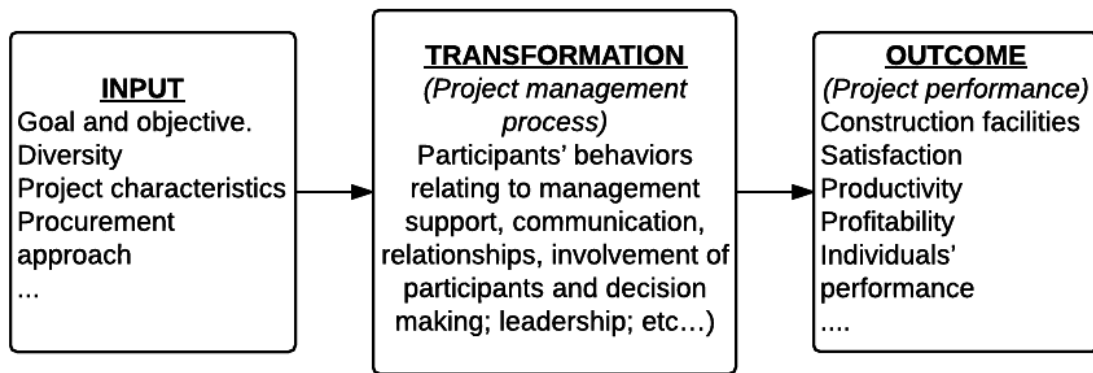 INPUT
Goal and objective.
Diversity
Project characteristics
Procurement
approach
...
TRANSFORMATION
(Project management
process)
Participants’ behaviors
relating to management
support, communication,
relationships, involvement of
participants and decision
making; leadership; etc…)
OUTCOME
(Project performance)
Construction facilities
Satisfaction
Productivity
Profitability
Individuals’
performance
....